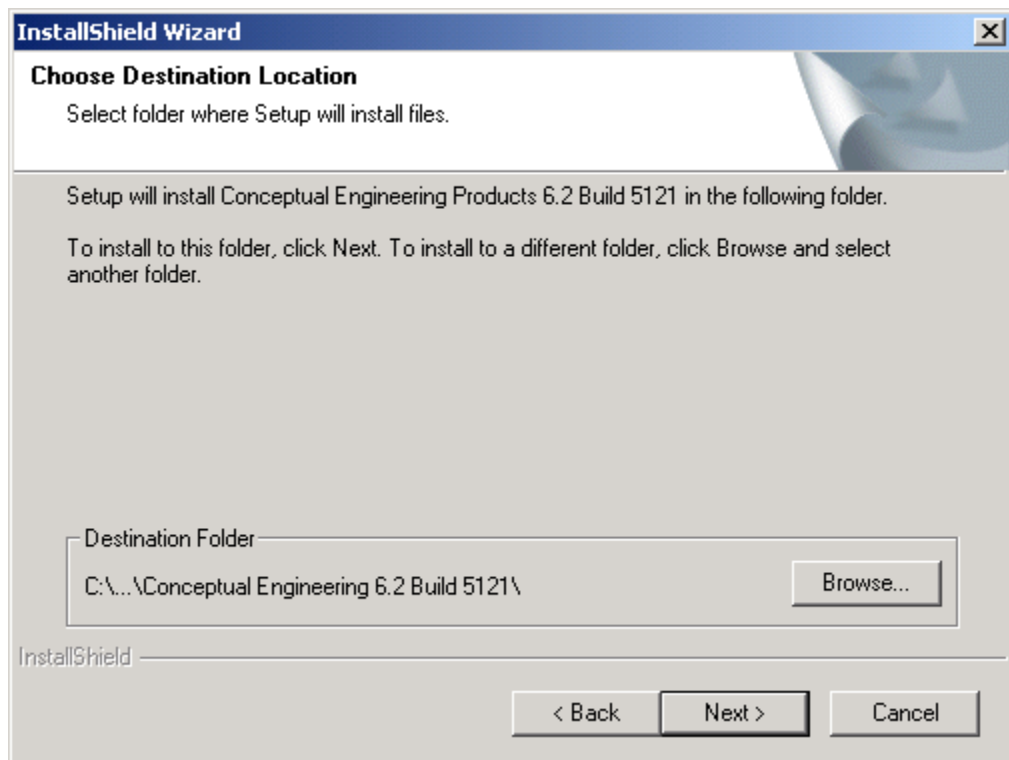 InstallShield Wizard
Choose Destination Location
Select folder where Setup will install files.
Setup will install Conceptual Engineering Products 6.2 Build 5121 in the following folder.
To install to this folder, click Next. To install to a different folder, click Browse and select
another folder.
Destination Folder
C:\...\Conceptual Engineering 6.2 Build 5121\
Browse...
InstallShield
< Back
Next >
Cancel